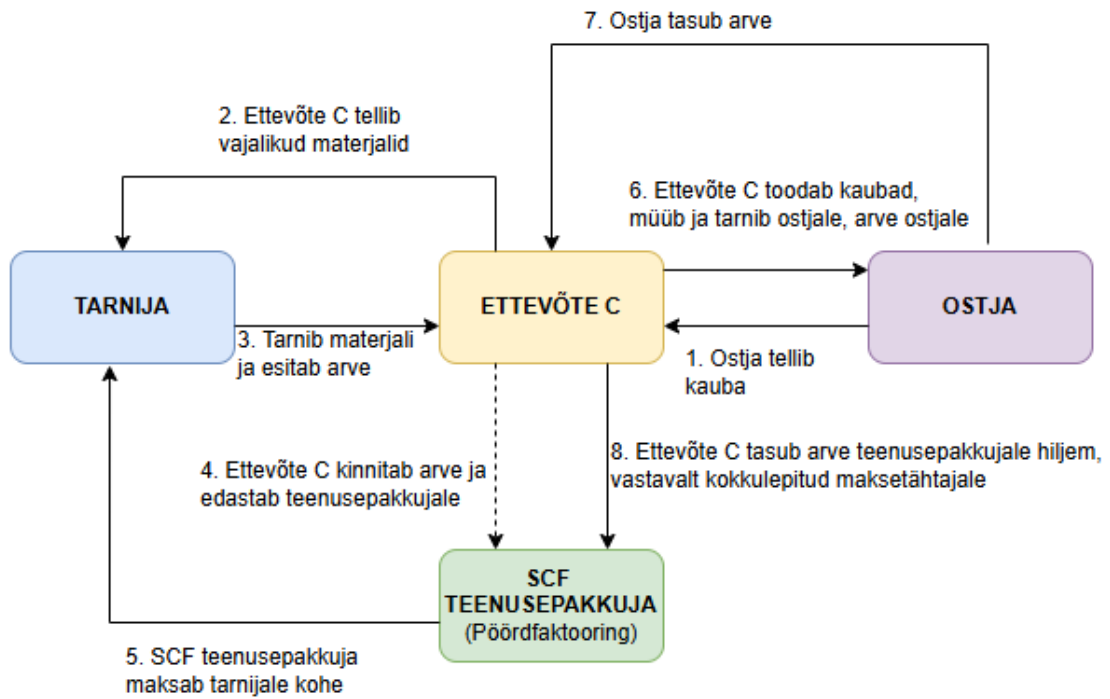 7. Ostja tasub arve
2. Ettevõte C tellib
vajalikud materjalid
6. Ettevõte C toodab kaubad,
müüb ja tarnib ostjale, arve ostjale
TARNIJA
ETTEVÕTE C
OSTJA
3. Tarnib materjali
ja esitab arve
1. Ostja tellib
kauba
4. Ettevõte C kinnitab arve ja
edastab teenusepakkujale
8. Ettevõte C tasub arve teenusepakkujale hiljem,
vastavalt kokkulepitud maksetähtajale
SCF
TEENUSEPAKKUJA
(Pöördfaktooring)
5. SCF teenusepakkuja
maksab tarnijale kohe